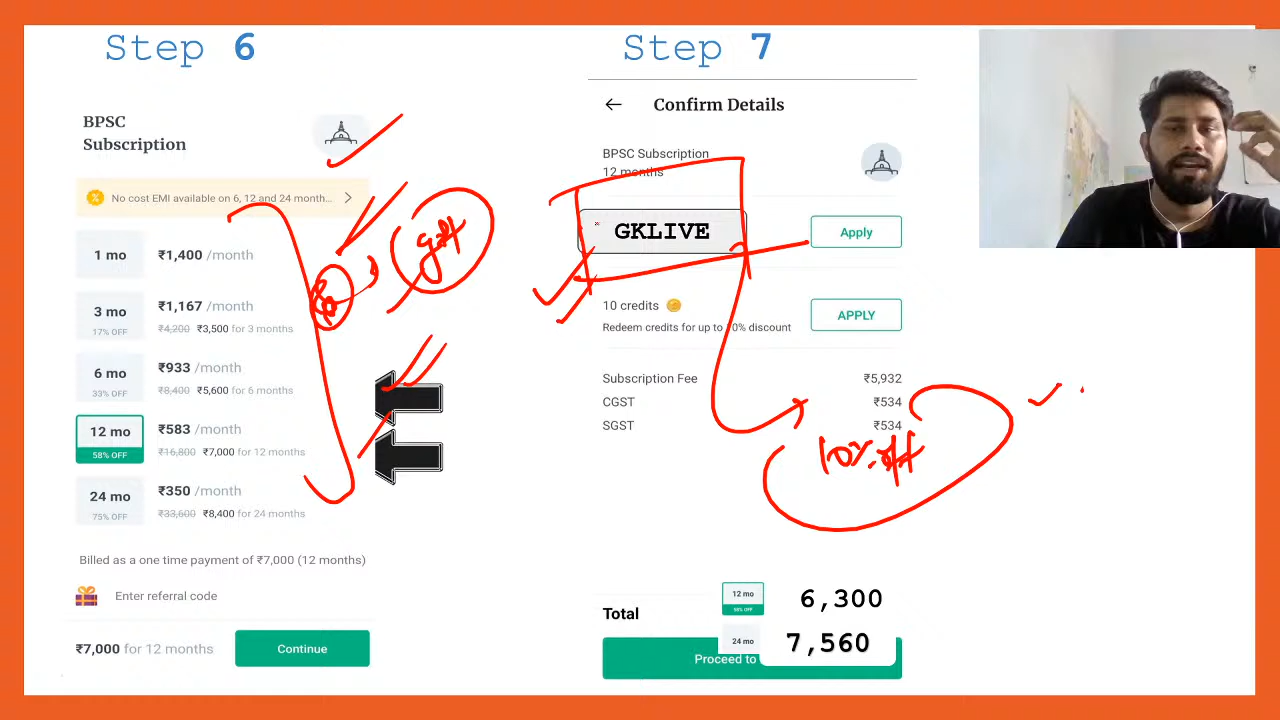 Step 6
BPSC
Subscription
No cost EMI available on 6, 12 and 24 month...
1 mo ₹1,400 /month
3 mo ₹1,167 /month
17% OFF ₹4,200 ₹3,500 for 3 months
6 mo ₹933 /month
33% OFF ₹8,400 ₹5,600 for 6 months
12 mo ₹583 /month
58% OFF ₹16,800 ₹7,000 for 12 months
24 mo ₹350 /month
75% OFF ₹33,600 ₹8,400 for 24 months
Billed as a one time payment of ₹7,000 (12 months)
Enter referral code
₹7,000 for 12 months Continue
Step 7
Confirm Details
BPSC Subscription
12 months
GKLIVE Apply
10 credits APPLY
Redeem credits for up to discount
Subscription Fee ₹5,932
CGST ₹534
SGST ₹534
10% off
12 mo 6,300
58% OFF
Total
24 mo 7,560
Proceed to